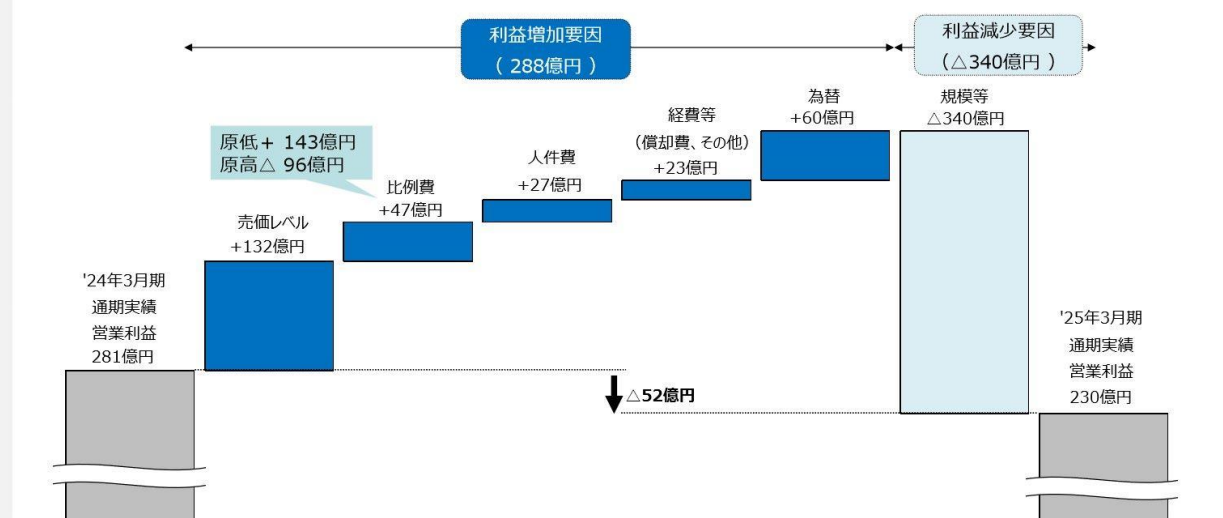 利益増加要因
（ 288億円 ）
利益減少要因
（△340億円 ）
原低+ 143億円
原高△ 96億円
'24年3月期
通期実績
営業利益
281億円
売価レベル
+132億円
比例費
+47億円
人件費
+27億円
経費等
（償却費、その他）
+23億円
為替
+60億円
規模等
△340億円
△52億円
'25年3月期
通期実績
営業利益
230億円